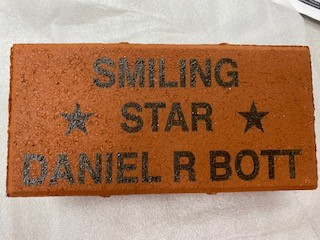 SMILING
★ STAR ★
DANIEL R BOTT